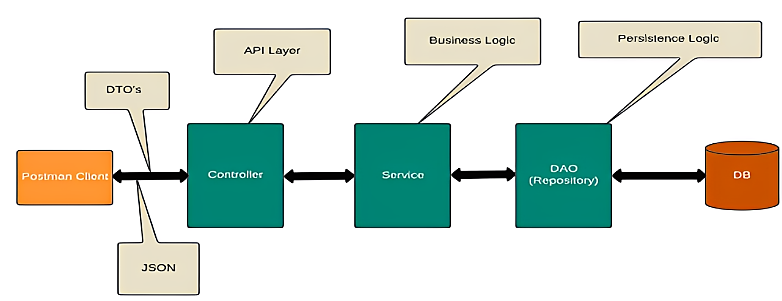 API Layer
Business Logic
Persistence Logic
DTO's
Postman Client
Controller
Service
DAO
(Repository)
DB
JSON